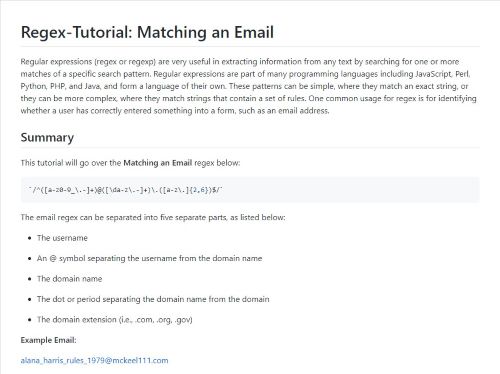 Regex-Tutorial: Matching an Email
Regular expressions (regex or regexp) are very useful in extracting information from any text by searching for one or more
matches of a specific search pattern. Regular expressions are part of many programming languages including JavaScript, Perl,
Python, PHP, and Java, and form a language of their own. These patterns can be simple, where they match an exact string, or
they can be more complex, where they match strings that contain a set of rules. One common usage for regex is for identifying
whether a user has correctly entered something into a form, such as an email address.
Summary
This tutorial will go over the Matching an Email regex below:
`/^([a-z0-9_\.-]+)@([\da-z\.-]+)\.([a-z\.]{2,6})$/`
The email regex can be separated into five separate parts, as listed below:
• The username
• An @ symbol separating the username from the domain name
• The domain name
• The dot or period separating the domain name from the domain
• The domain extension (i.e., .com, .org, .gov)
Example Email:
alana_harris_rules_1979@mckeel111.com